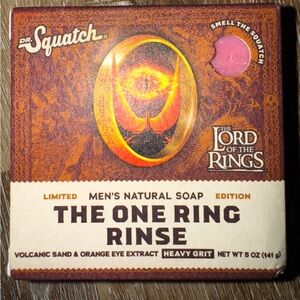 DR. Squatch
SMELL THE SQUATCH
THE
LORD
OF THE
RINGS
LIMITED MEN'S NATURAL SOAP EDITION
THE ONE RING
RINSE
VOLCANIC SAND & ORANGE EYE EXTRACT HEAVY GRIT NET WT 5 OZ (141 g)